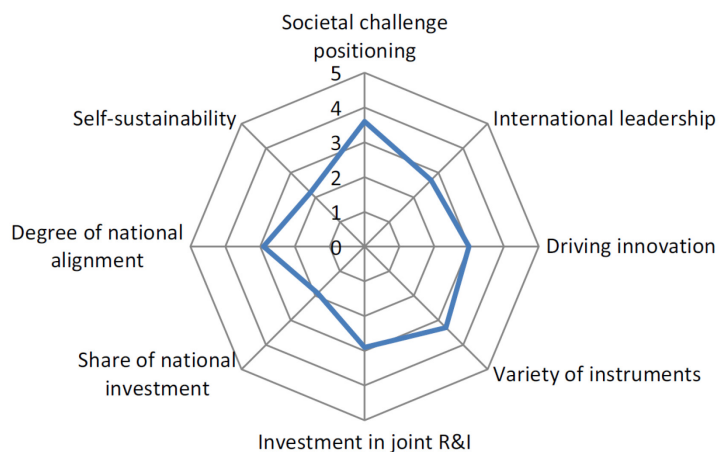 Societal challenge
positioning
5
4
3
2
1
0
International leadership
Driving innovation
Variety of instruments
Investment in joint R&I
Share of national
investment
Degree of national
alignment
Self-sustainability